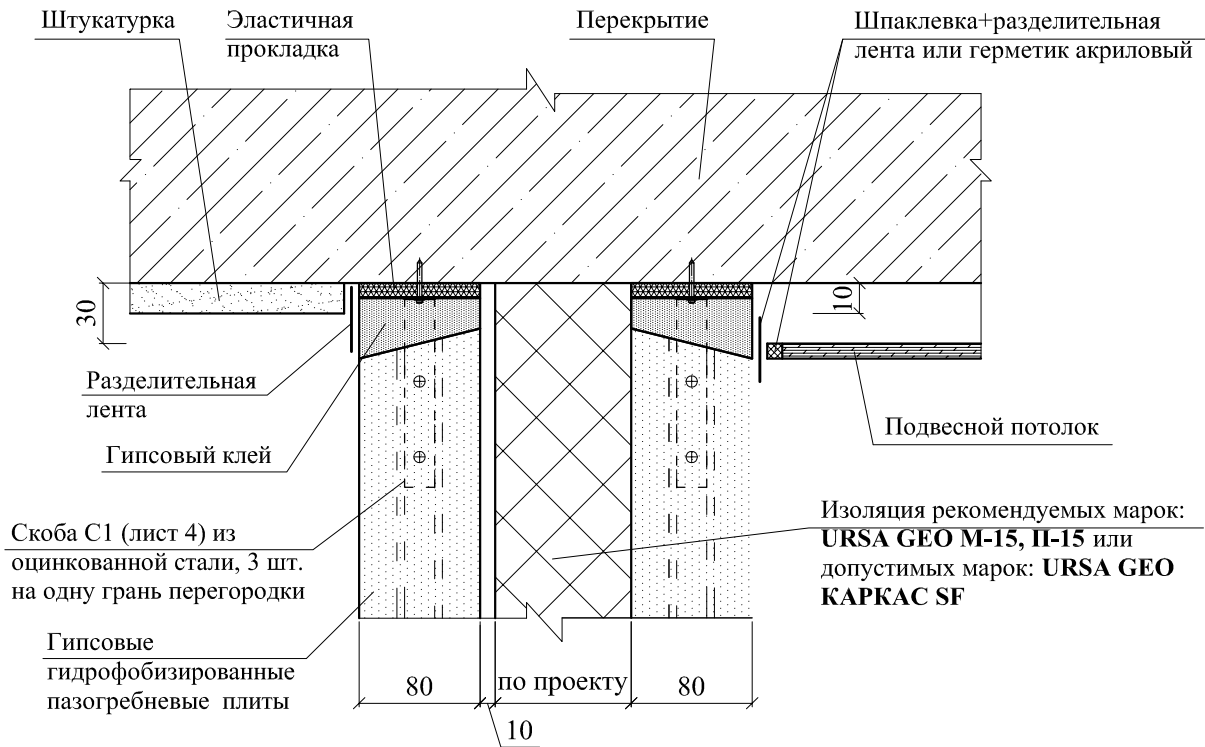 Штукатурка
Эластичная
прокладка
Перекрытие
Шпаклевка+разделительная
лента или герметик акриловый
30
10
Разделительная
лента
Гипсовый клей
Подвесной потолок
Скоба С1 (лист 4) из
оцинкованной стали, 3 шт.
на одну грань перегородки
Изоляция рекомендуемых марок:
URSA GEO М-15, П-15 или
допустимых марок: URSA GEO
КАРКАС SF
Гипсовые
гидрофобизированные
пазогребневые плиты
80
по проекту
80
10